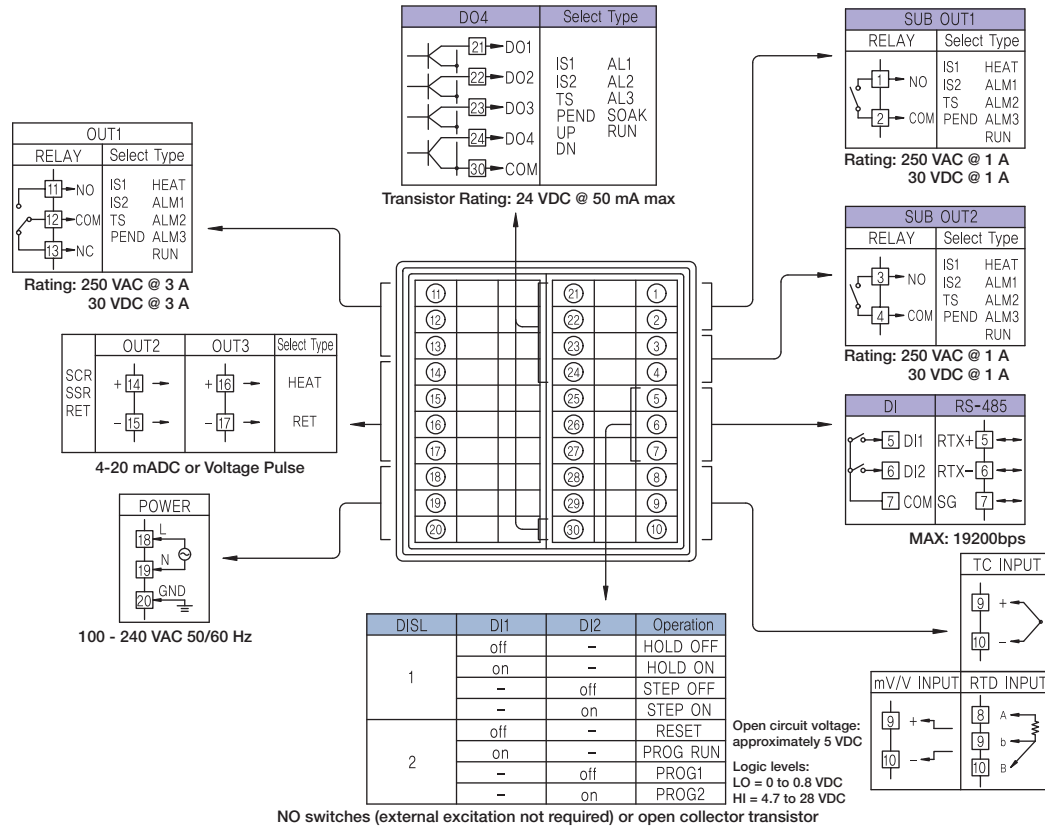 DO4 Select Type
21 DO1
22 DO2
23 DO3
24 DO4
30 COM
IS1 AL1
IS2 AL2
TS AL3
PEND SOAK
UP RUN
DN
Transistor Rating: 24 VDC @ 50 mA max
SUB OUT1
RELAY Select Type
1 NO
2 COM
IS1 HEAT
IS2 ALM1
TS ALM2
PEND ALM3
RUN
Rating: 250 VAC @ 1 A
30 VDC @ 1 A
OUT1
RELAY Select Type
11 NO
12 COM
13 NC
IS1 HEAT
IS2 ALM1
TS ALM2
PEND ALM3
RUN
Rating: 250 VAC @ 3 A
30 VDC @ 3 A
SUB OUT2
RELAY Select Type
3 NO
4 COM
IS1 HEAT
IS2 ALM1
TS ALM2
PEND ALM3
RUN
Rating: 250 VAC @ 1 A
30 VDC @ 1 A
11 21 1
12 22 2
13 23 3
14 24 4
15 25 5
16 26 6
17 27 7
18 28 8
19 29 9
20 30 10
OUT2 OUT3 Select Type
SCR
SSR
RET
+ 14 + 16 HEAT
- 15 - 17 RET
4-20 mADC or Voltage Pulse
DI RS-485
5 DI1 RTX+ 5
6 DI2 RTX- 6
7 COM SG 7
MAX: 19200bps
POWER
18 L
19 N
20 GND
100 - 240 VAC 50/60 Hz
TC INPUT
9 +
10 -
mV/V INPUT RTD INPUT
9 + 8 A
10 - 9 b
10 B
DISL DI1 DI2 Operation
1 off - HOLD OFF
on - HOLD ON
- off STEP OFF
- on STEP ON
2 off - RESET
on - PROG RUN
- off PROG1
- on PROG2
Open circuit voltage:
approximately 5 VDC
Logic levels:
LO = 0 to 0.8 VDC
HI = 4.7 to 28 VDC
NO switches (external excitation not required) or open collector transistor